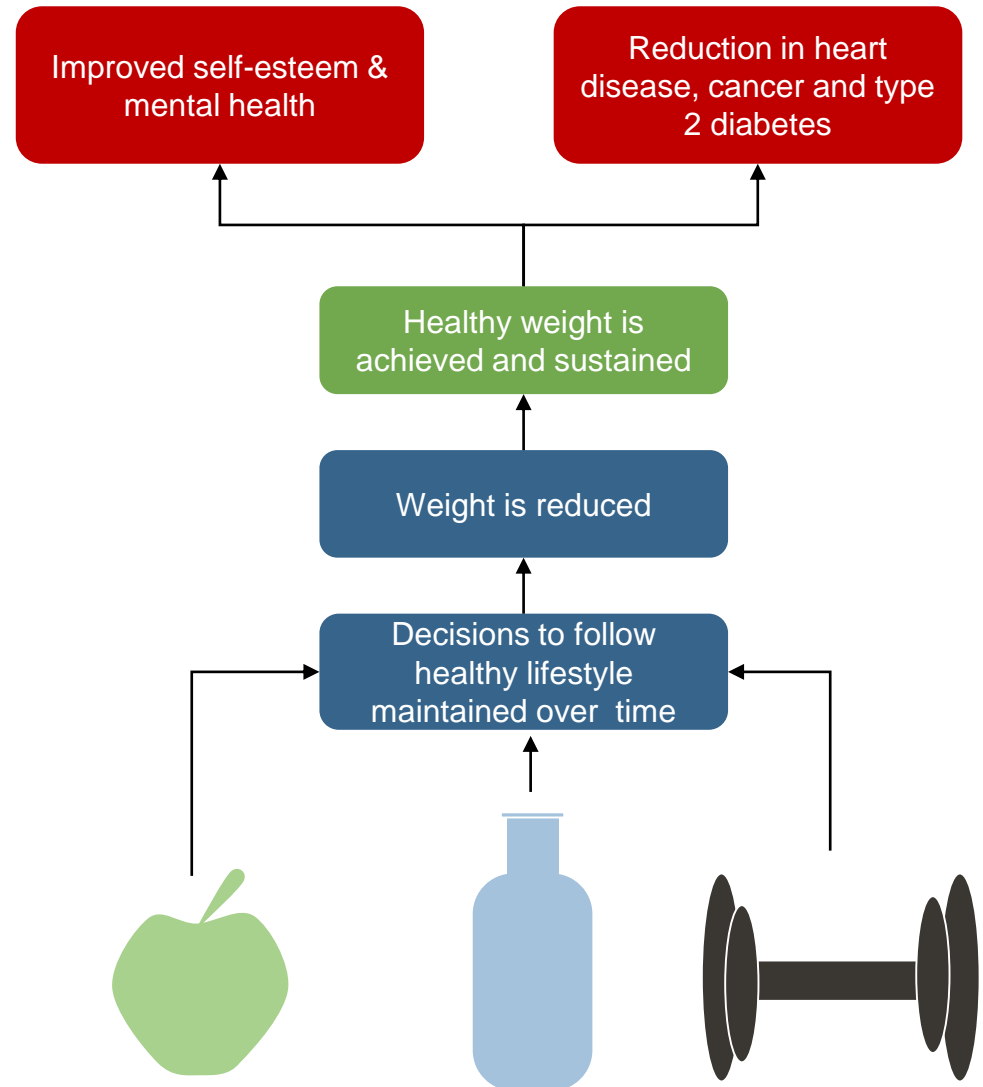 Improved self-esteem &
mental health
Reduction in heart
disease, cancer and type
2 diabetes
Healthy weight is
achieved and sustained
Weight is reduced
Decisions to follow
healthy lifestyle
maintained over  time